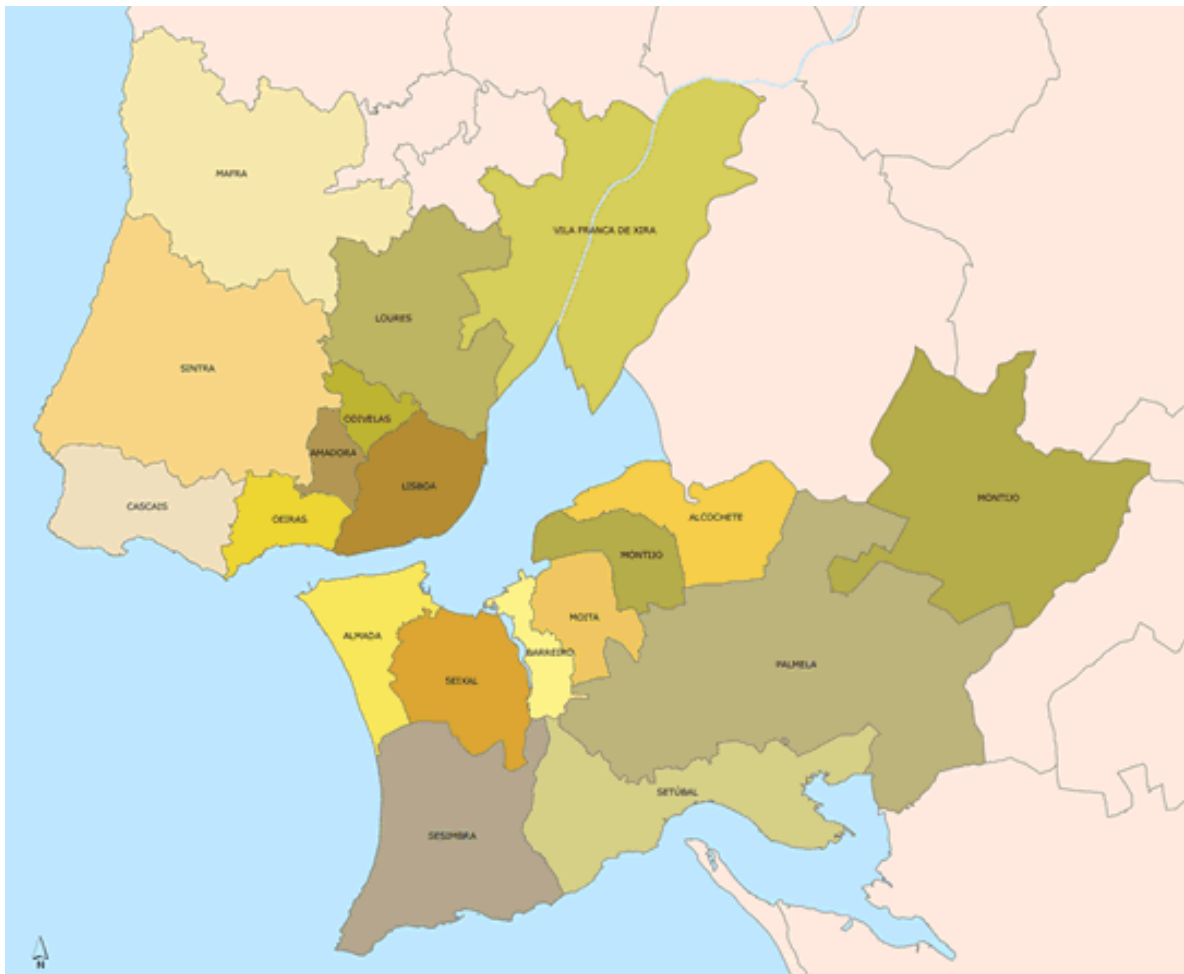 MAFRA
VILA FRANCA DE XIRA
LOURES
SINTRA
ODIVELAS
AMADORA
LISBOA
CASCAIS
OEIRAS
MONTIJO
ALCOCHETE
MONTIJO
MOITA
ALMADA
BARREIRO
PALMELA
SEIXAL
SETÚBAL
SESIMBRA
N